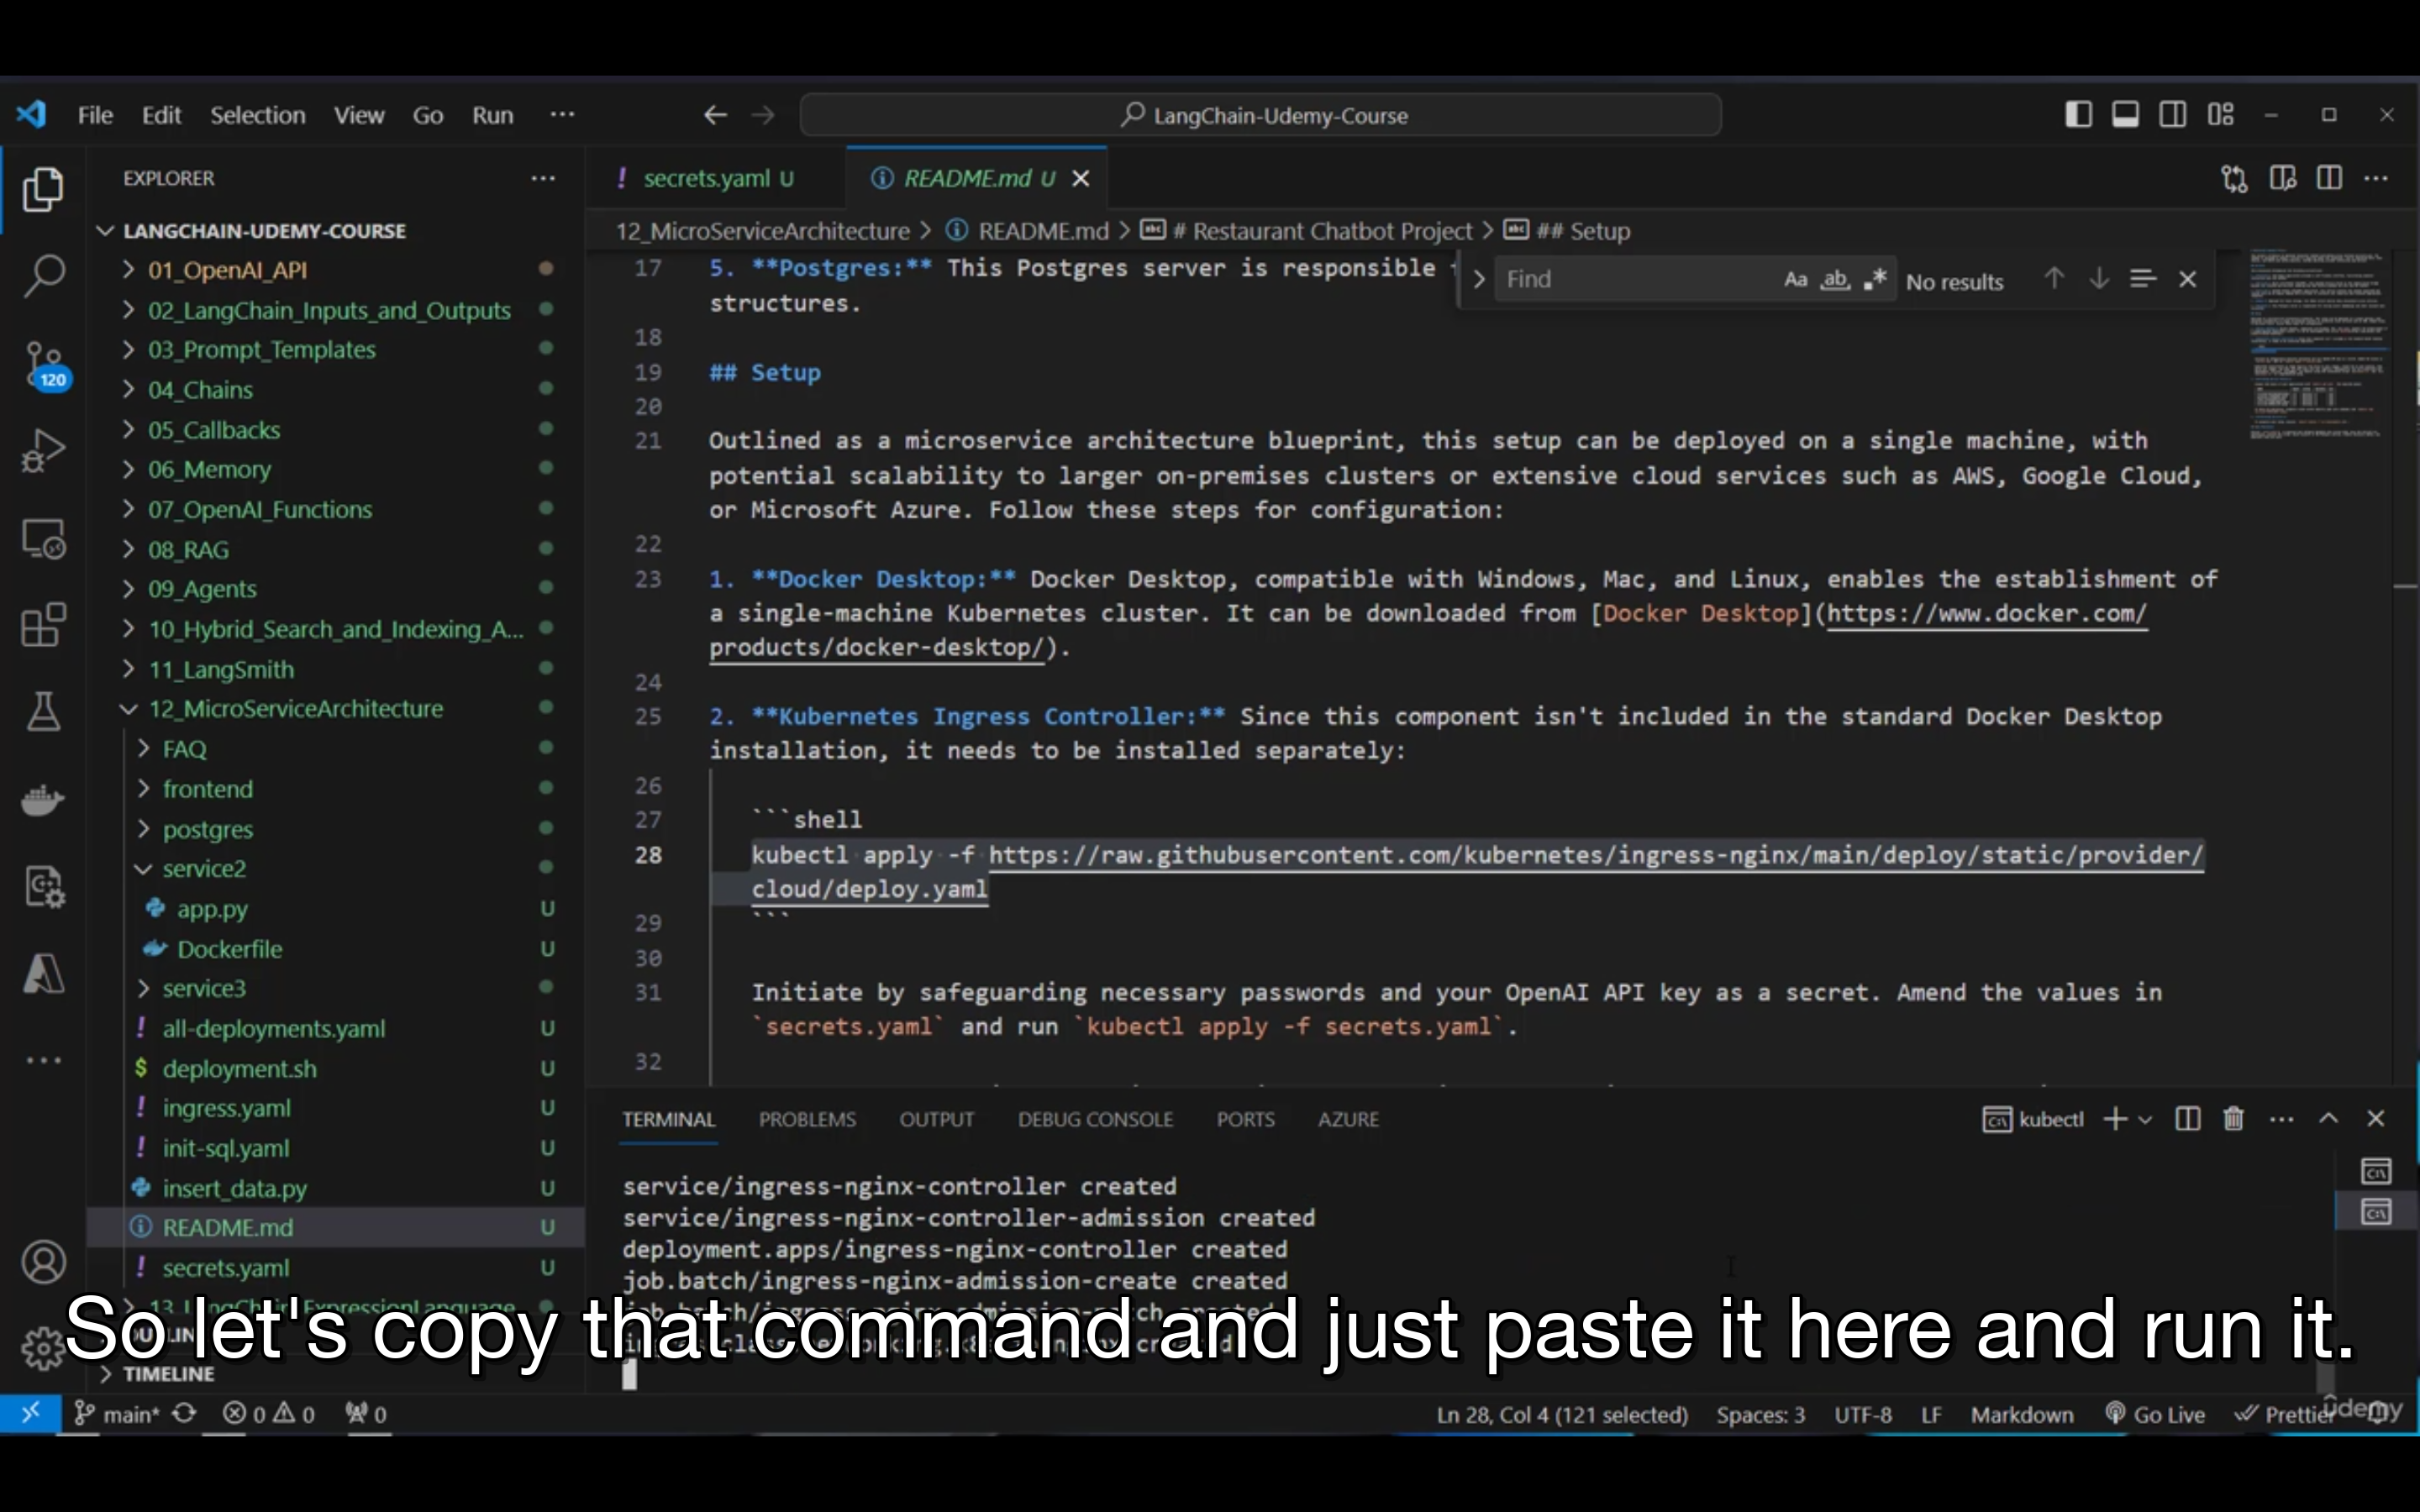 File Edit Selection View Go Run ···
LangChain-Udemy-Course
EXPLORER
LANGCHAIN-UDEMY-COURSE
01_OpenAI_API
02_LangChain_Inputs_and_Outputs
03_Prompt_Templates
04_Chains
05_Callbacks
06_Memory
07_OpenAI_Functions
08_RAG
09_Agents
10_Hybrid_Search_and_Indexing_A...
11_LangSmith
12_MicroServiceArchitecture
FAQ
frontend
postgres
service2
app.py U
Dockerfile U
service3
! all-deployments.yaml U
$ deployment.sh U
! ingress.yaml U
! init-sql.yaml U
insert_data.py U
README.md U
! secrets.yaml U
TIMELINE
120
! secrets.yaml U
README.md U
12_MicroServiceArchitecture > README.md > # Restaurant Chatbot Project > ## Setup
Find
Aa ab .* No results
17 5. **Postgres:** This Postgres server is responsible
structures.
18
19 ## Setup
20
21 Outlined as a microservice architecture blueprint, this setup can be deployed on a single machine, with
potential scalability to larger on-premises clusters or extensive cloud services such as AWS, Google Cloud,
or Microsoft Azure. Follow these steps for configuration:
22
23 1. **Docker Desktop:** Docker Desktop, compatible with Windows, Mac, and Linux, enables the establishment of
a single-machine Kubernetes cluster. It can be downloaded from [Docker Desktop](https://www.docker.com/
products/docker-desktop/).
24
25 2. **Kubernetes Ingress Controller:** Since this component isn't included in the standard Docker Desktop
installation, it needs to be installed separately:
26
27 ```shell
28 kubectl apply -f https://raw.githubusercontent.com/kubernetes/ingress-nginx/main/deploy/static/provider/
cloud/deploy.yaml
29 ```
30
31 Initiate by safeguarding necessary passwords and your OpenAI API key as a secret. Amend the values in
`secrets.yaml` and run `kubectl apply -f secrets.yaml`.
32
TERMINAL PROBLEMS OUTPUT DEBUG CONSOLE PORTS AZURE
kubectl
service/ingress-nginx-controller created
service/ingress-nginx-controller-admission created
deployment.apps/ingress-nginx-controller created
job.batch/ingress-nginx-admission-create created
So let's copy that command and just paste it here and run it.
main* 0 0 0
Ln 28, Col 4 (121 selected) Spaces: 3 UTF-8 LF Markdown Go Live Prettier
ûdemy